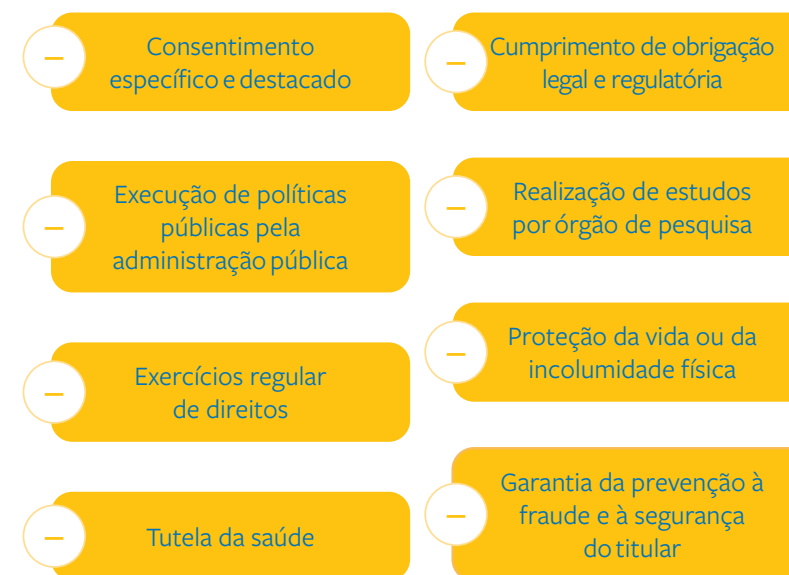 Consentimento
específico e destacado
Cumprimento de obrigação
legal e regulatória
Execução de políticas
públicas pela
administração pública
Realização de estudos
por órgão de pesquisa
Exercícios regular
de direitos
Proteção da vida ou da
incolumidade física
Tutela da saúde
Garantia da prevenção à
fraude e à segurança
do titular